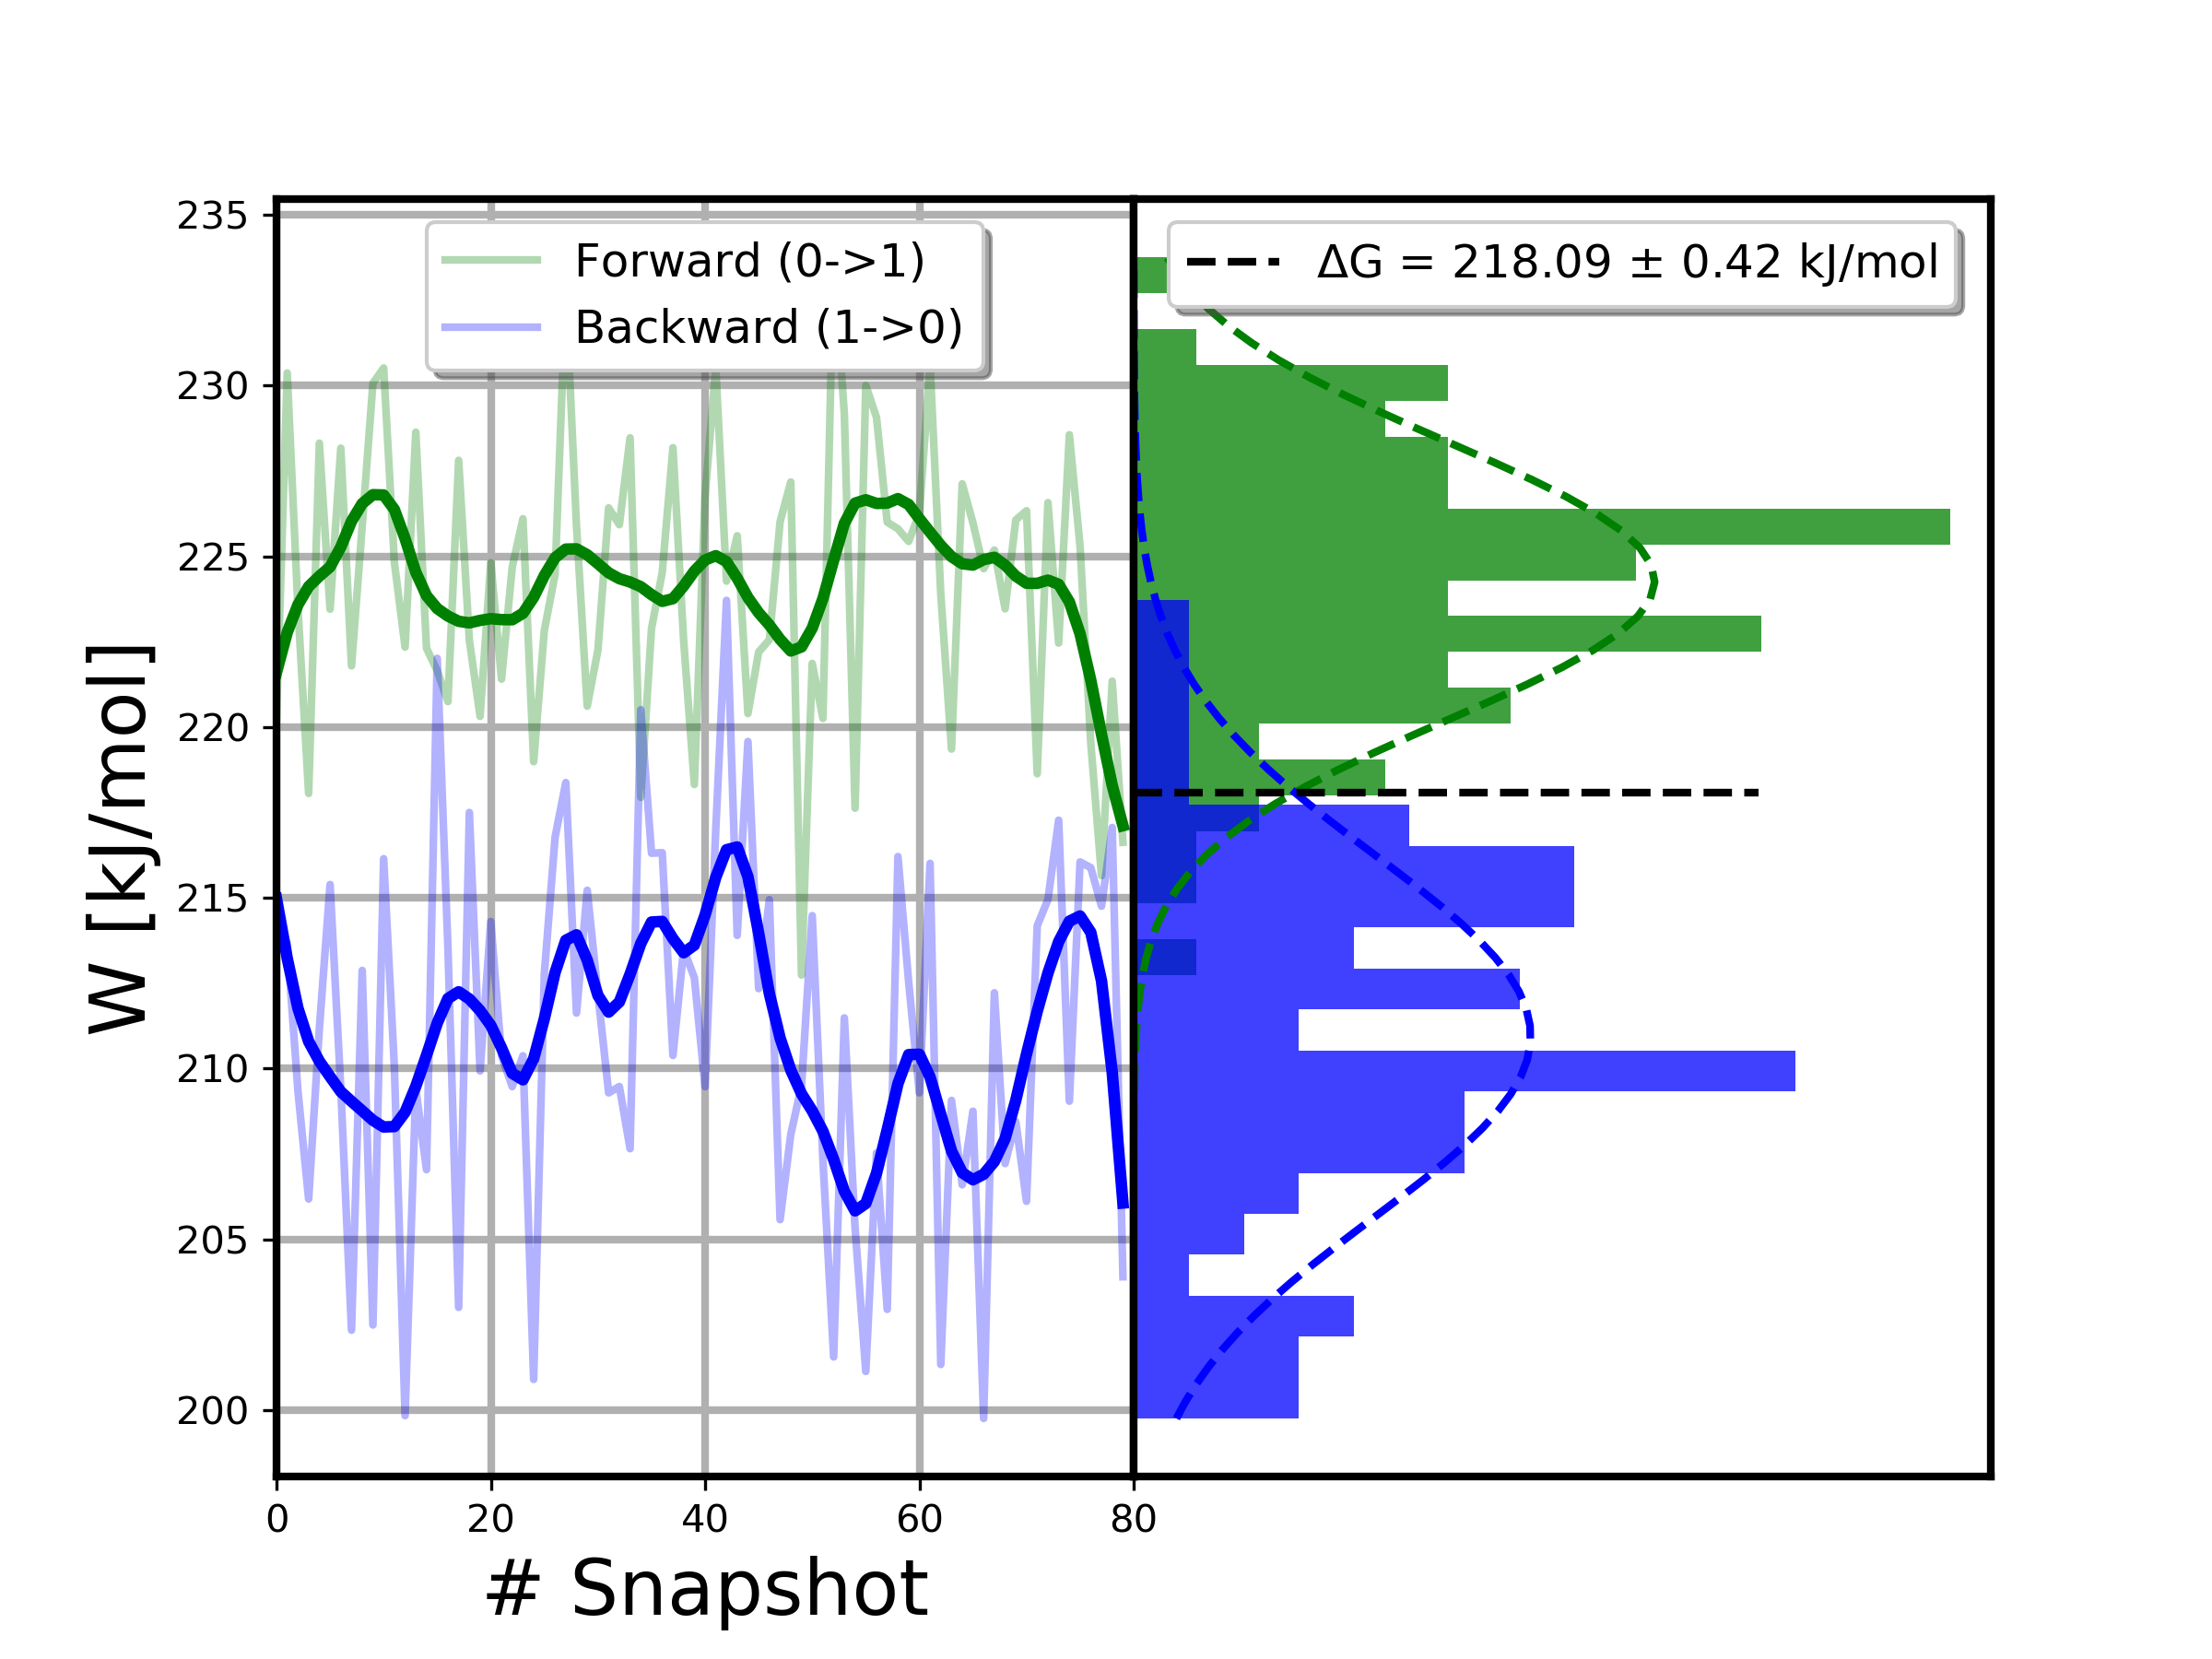 Forward (0->1)
Backward (1->0)
ΔG = 218.09 ± 0.42 kJ/mol
W [kJ/mol]
235
230
225
220
215
210
205
200
0 20 40 60 80
# Snapshot